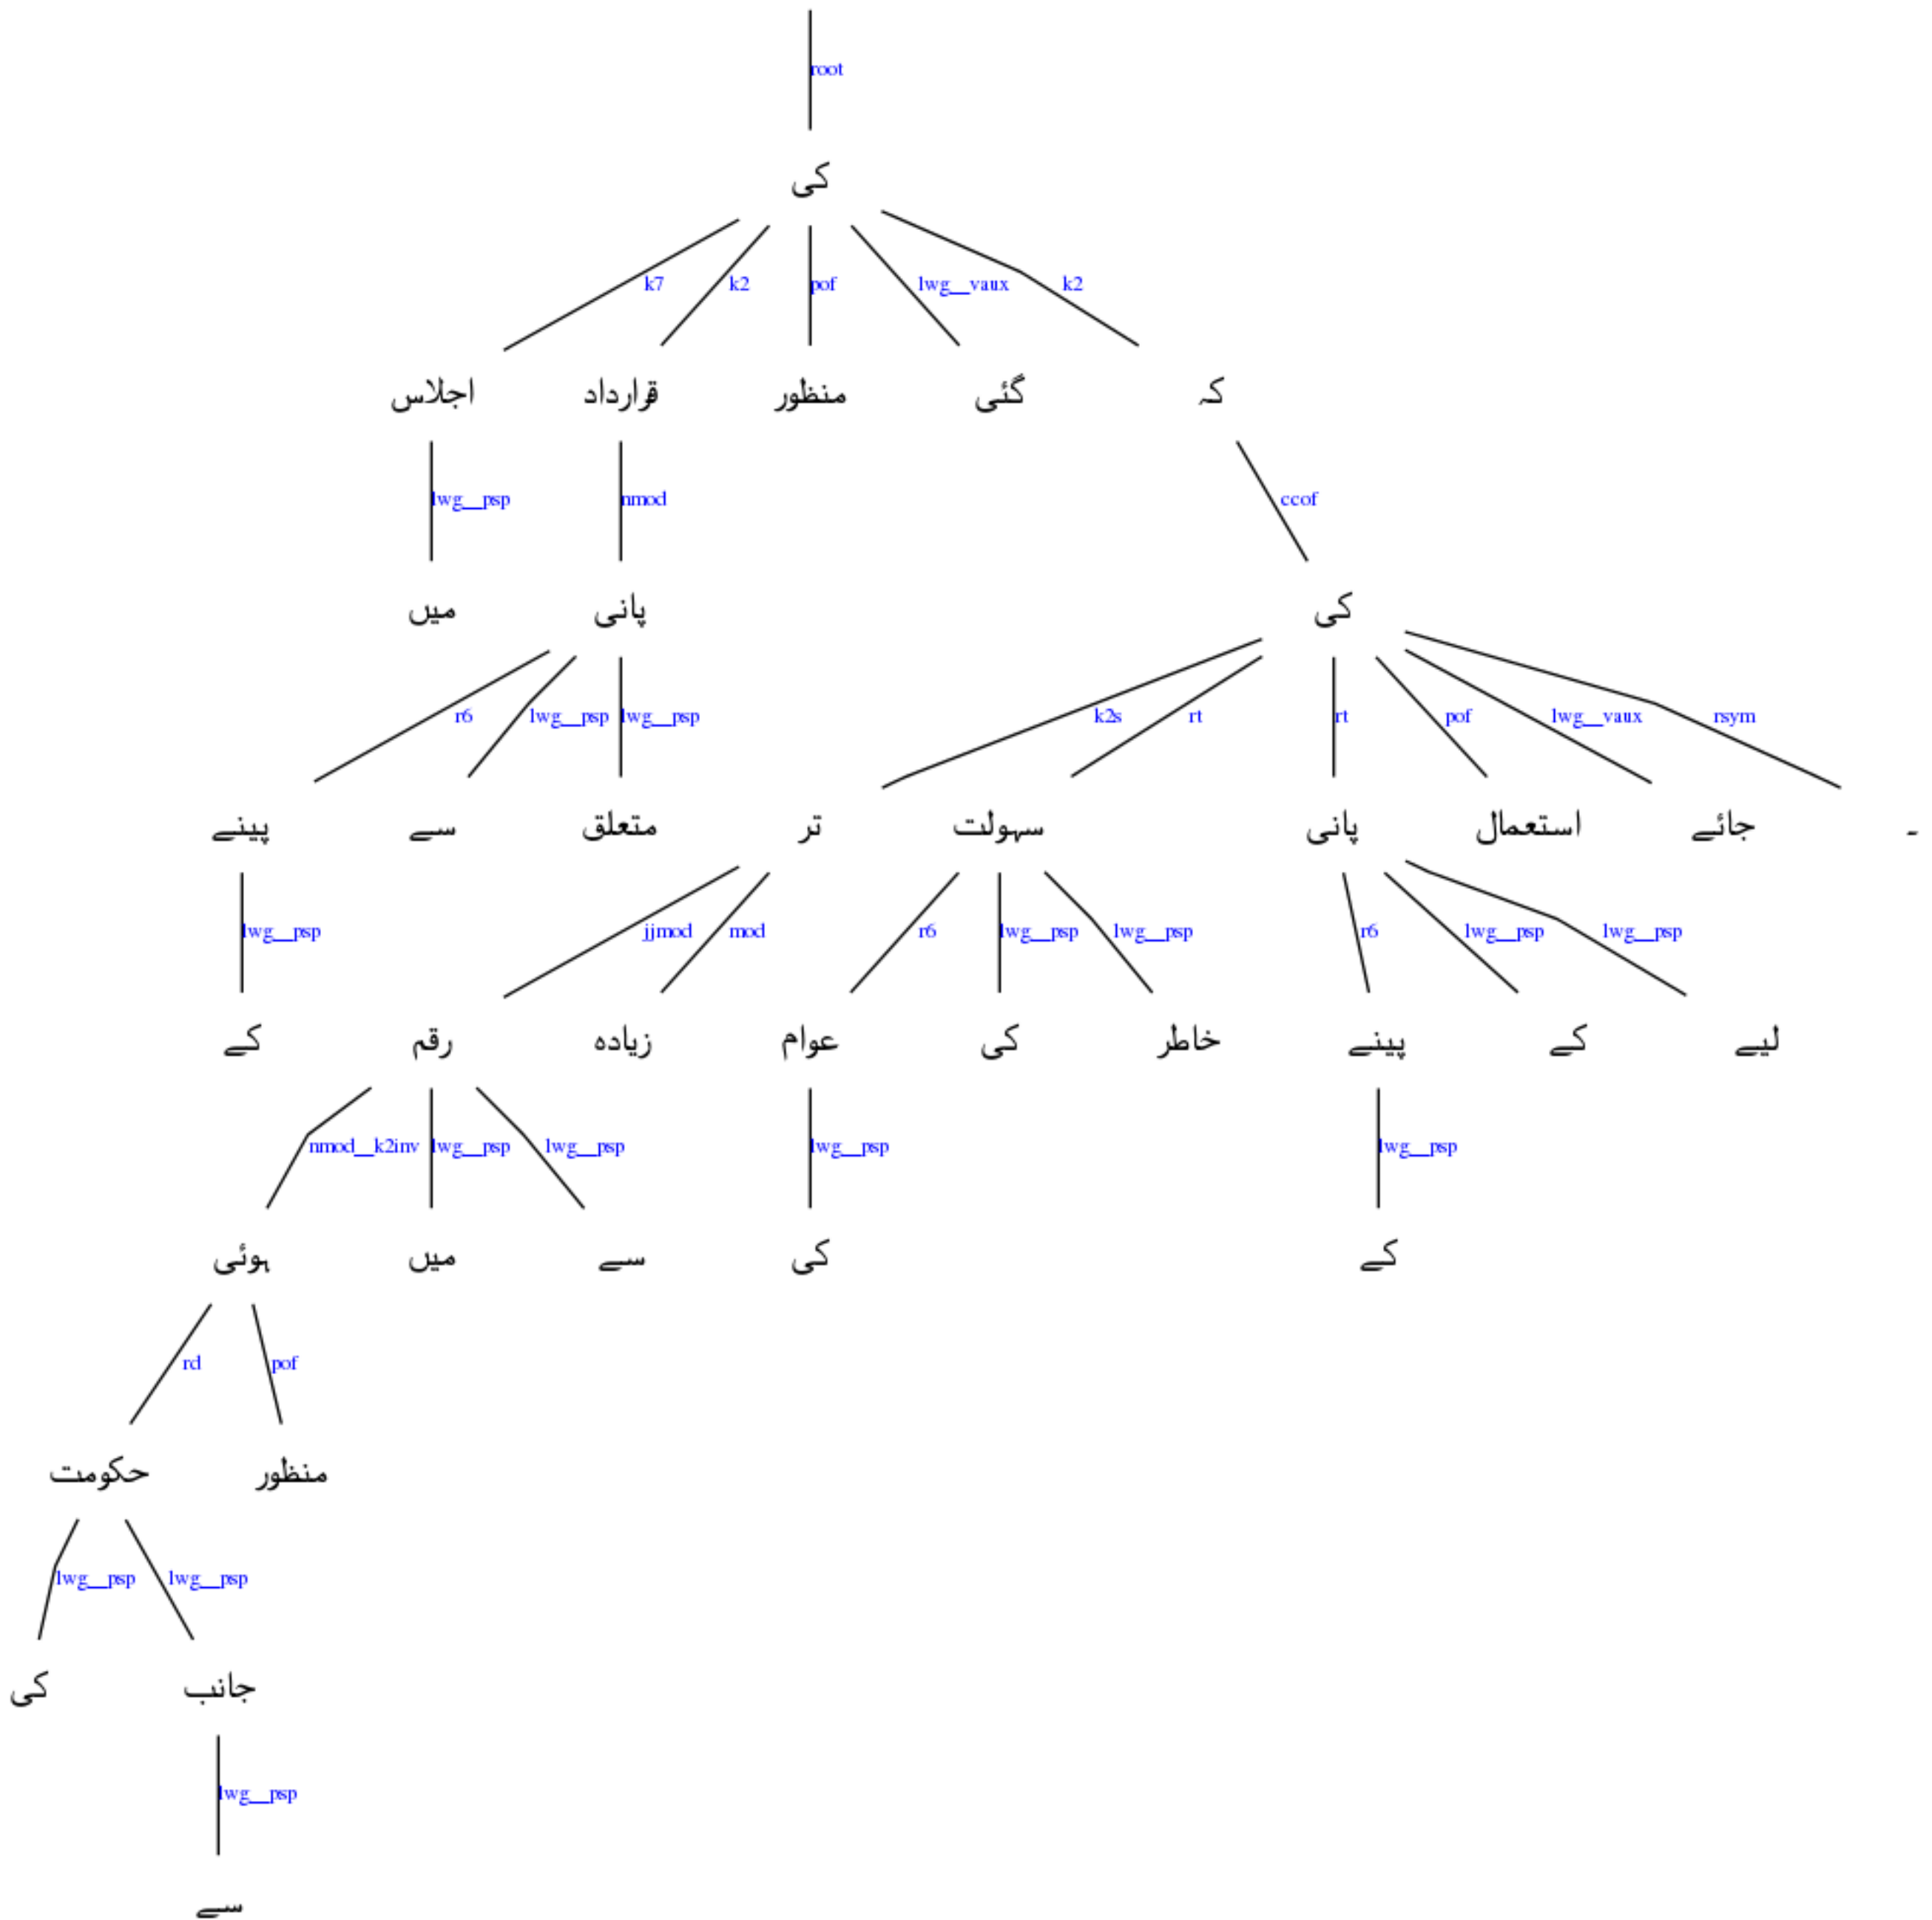 root
کی
k7 k2 pof lwg__vaux k2
اجلاس قرارداد منظور گئی کہ
lwg__psp nmod ccof
میں پانی کی
r6 lwg__psp lwg__psp k2s rt rt pof lwg__vaux rsym
پینے سے متعلق تر سہولت پانی استعمال جائے ۔
lwg__psp jjmod mod r6 lwg__psp lwg__psp r6 lwg__psp lwg__psp
کے رقم زیادہ عوام کی خاطر پینے کے لیے
nmod__k2inv lwg__psp lwg__psp lwg__psp lwg__psp
ہوئی میں سے کی کے
rd pof
حکومت منظور
lwg__psp lwg__psp
کی جانب
lwg__psp
سے